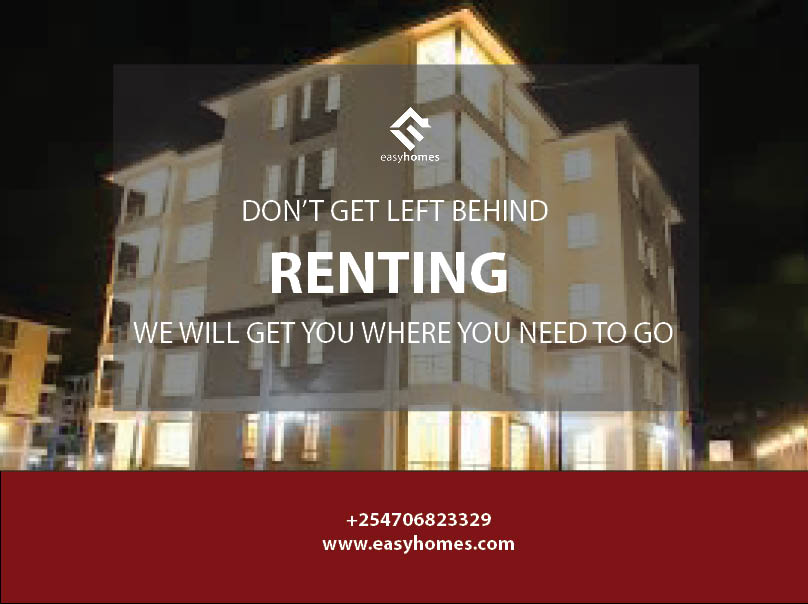 easyhomes
DON'T GET LEFT BEHIND
RENTING
WE WILL GET YOU WHERE YOU NEED TO GO
+254706823329
www.easyhomes.com